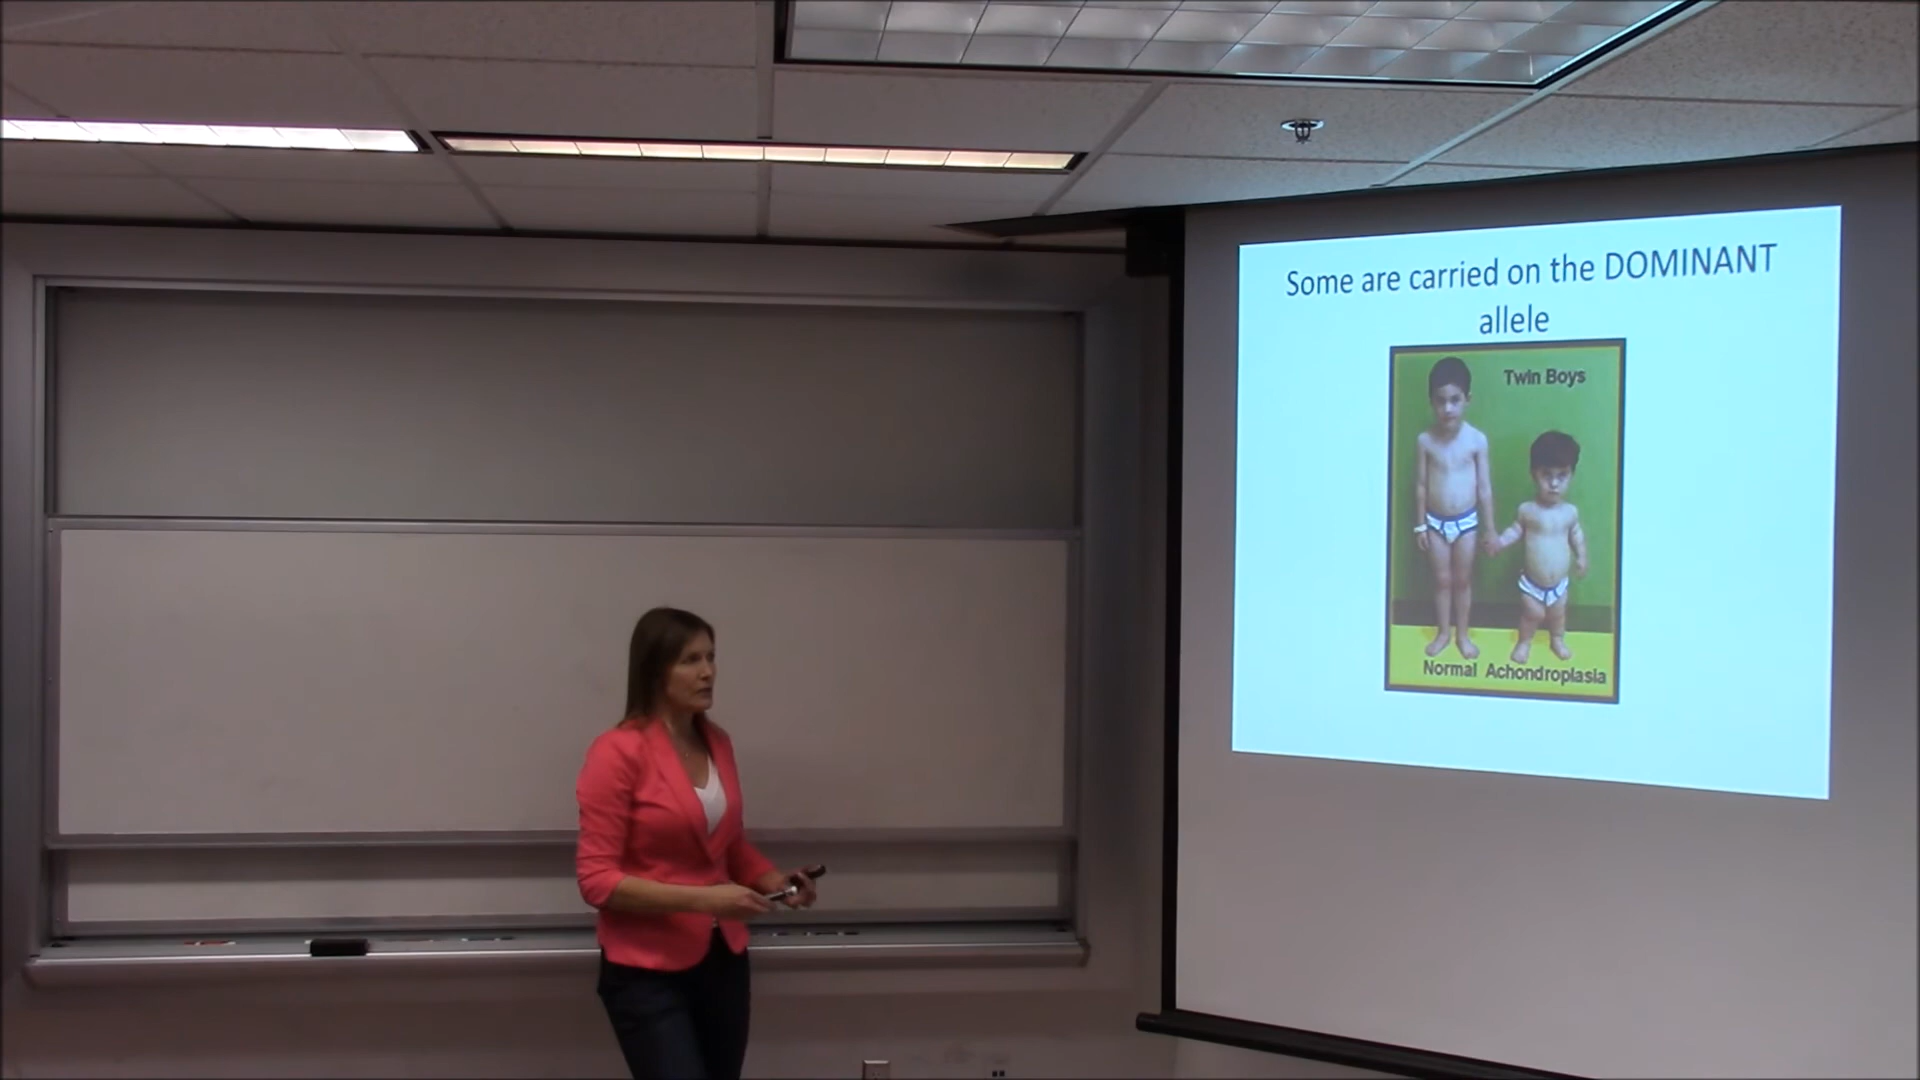 Some are carried on the DOMINANT
allele
Twin Boys
Normal Achondroplasia